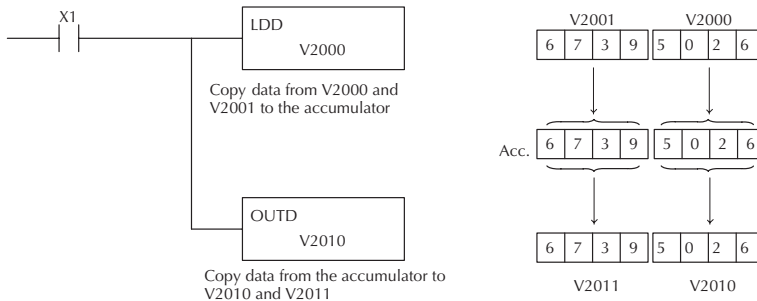 X1
LDD
V2000
Copy data from V2000 and
V2001 to the accumulator
OUTD
V2010
Copy data from the accumulator to
V2010 and V2011
V2001 V2000
6 7 3 9 5 0 2 6
Acc. 6 7 3 9 5 0 2 6
6 7 3 9 5 0 2 6
V2011 V2010